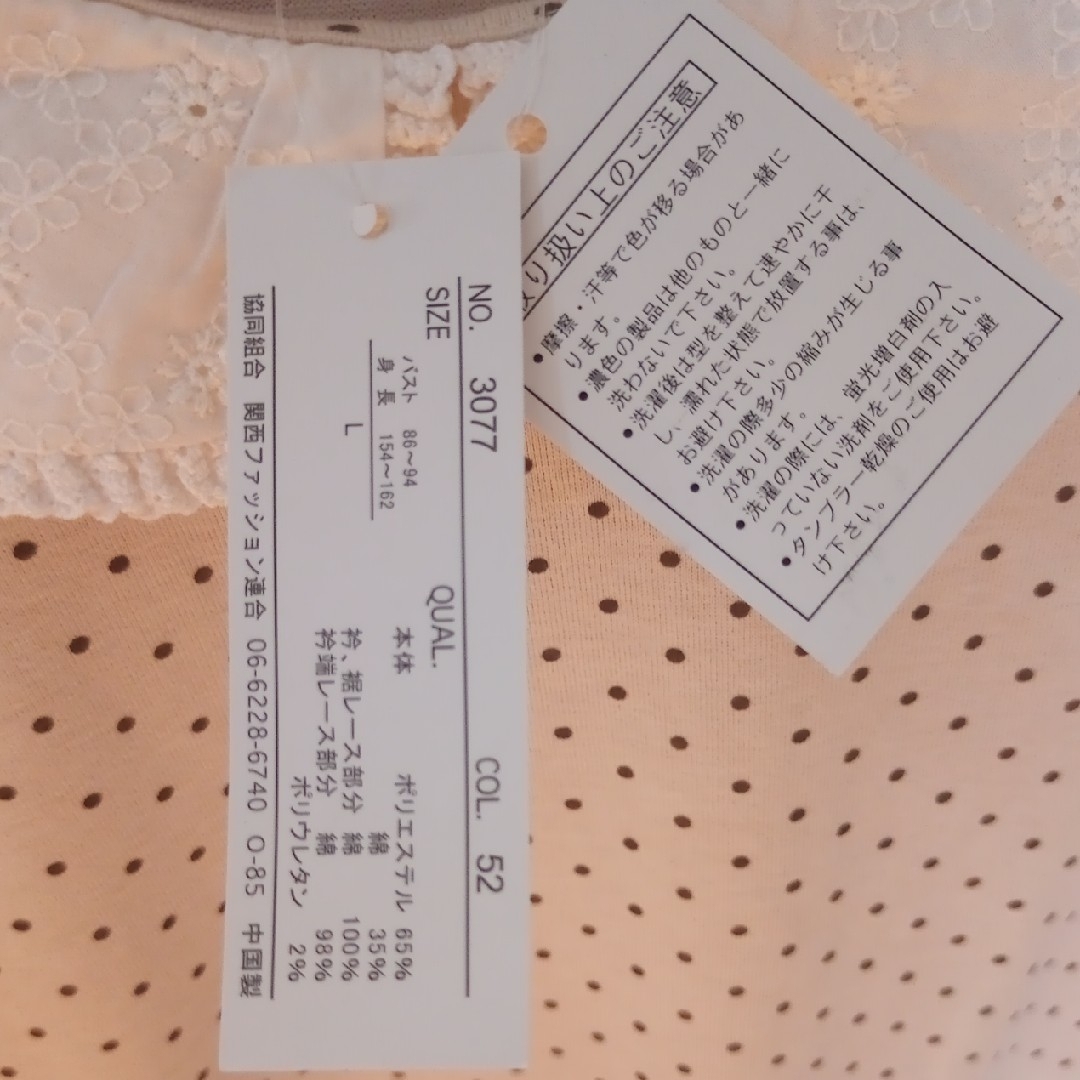 NO. 3077 COL. 52
SIZE QUAL.
バスト 86~94
身長 154~162
L
本体 ポリエステル 65%
綿 35%
衿、裾レース部分 綿 100%
衿端レース部分 綿 98%
ポリウレタン 2%
協同組合 関西ファッション連合 06-6228-6740 O-85 中国製
り扱い上のご注意
•摩擦・汗等で色が移る場合があ
ります。
•濃色の製品は他のものと一緒に
洗わないで下さい。
•洗濯後は型を整えて速やかに干
し、濡れた状態で放置する事は、
お避け下さい。
•洗濯の際多少の縮みが生じる事
があります。
•洗濯の際には、蛍光増白剤の入
っていない洗剤をご使用下さい。
•タンブラー乾燥のご使用はお避
け下さい。